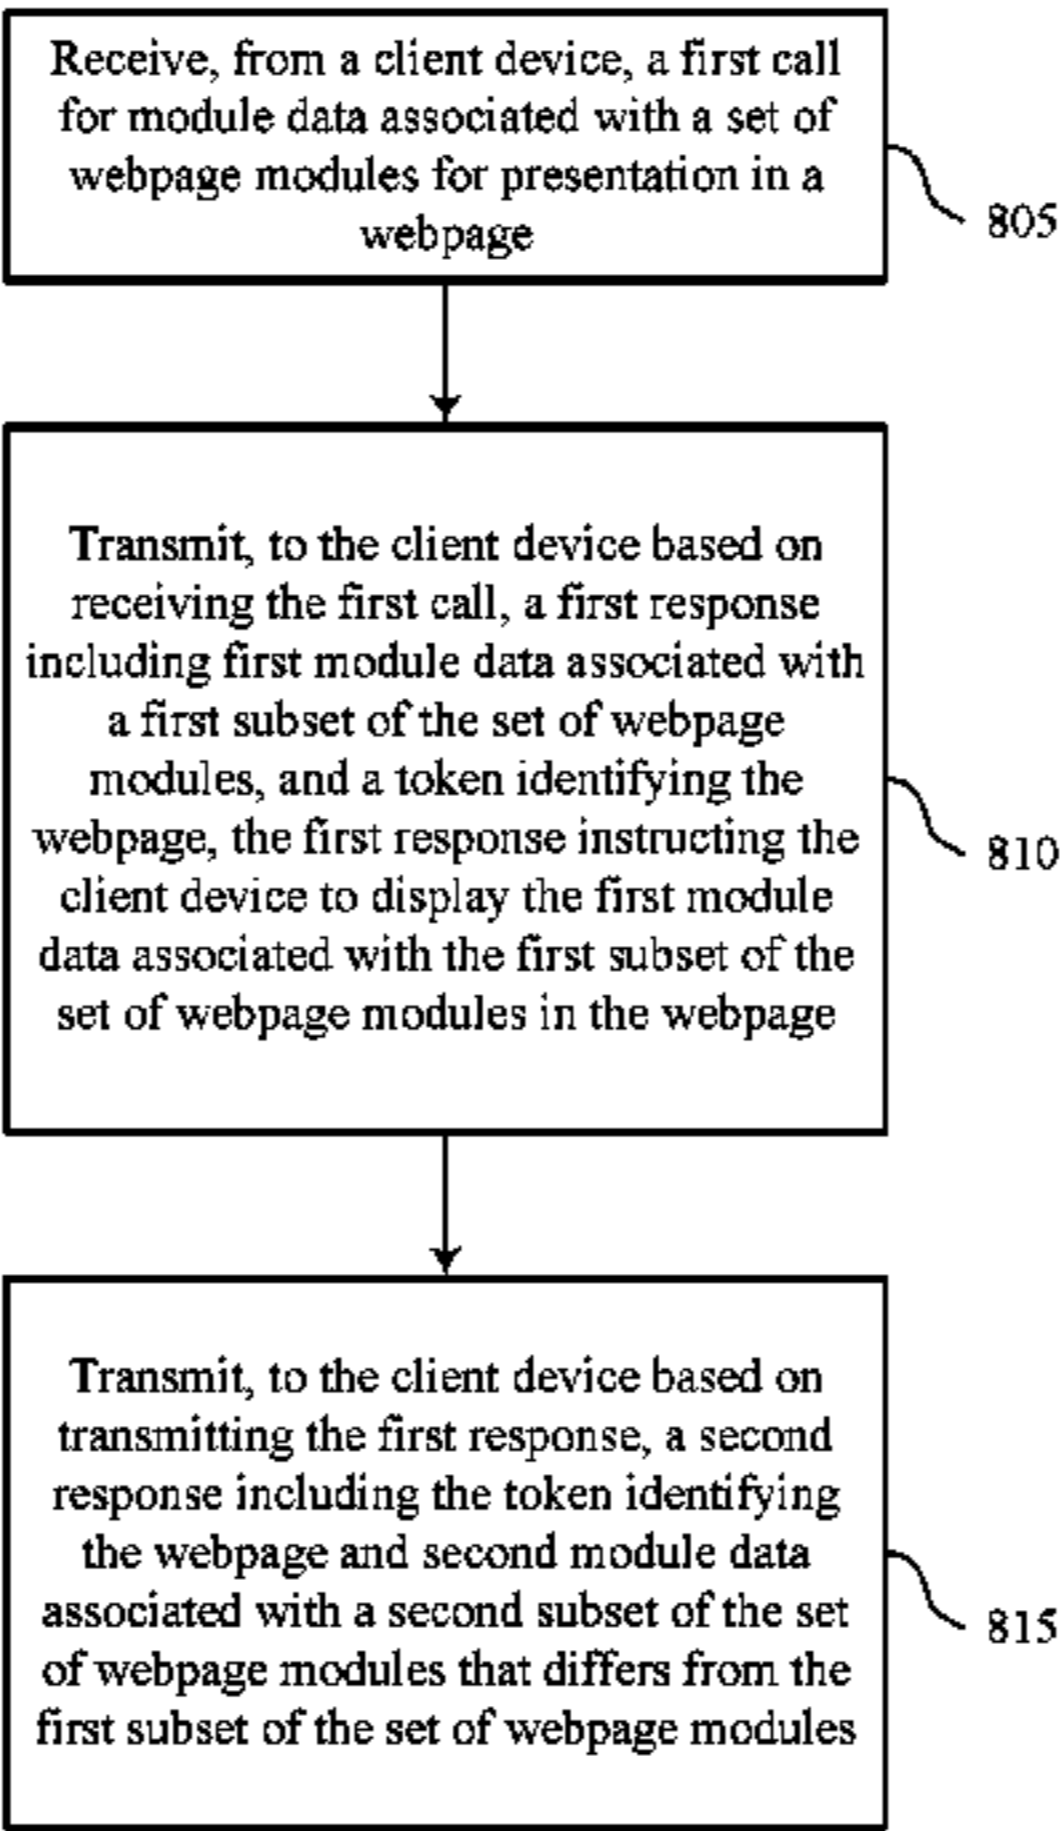 Receive, from a client device, a first call
for module data associated with a set of
webpage modules for presentation in a
webpage
805
Transmit, to the client device based on
receiving the first call, a first response
including first module data associated with
a first subset of the set of webpage
modules, and a token identifying the
webpage, the first response instructing the
client device to display the first module
data associated with the first subset of the
set of webpage modules in the webpage
810
Transmit, to the client device based on
transmitting the first response, a second
response including the token identifying
the webpage and second module data
associated with a second subset of the set
of webpage modules that differs from the
first subset of the set of webpage modules
815